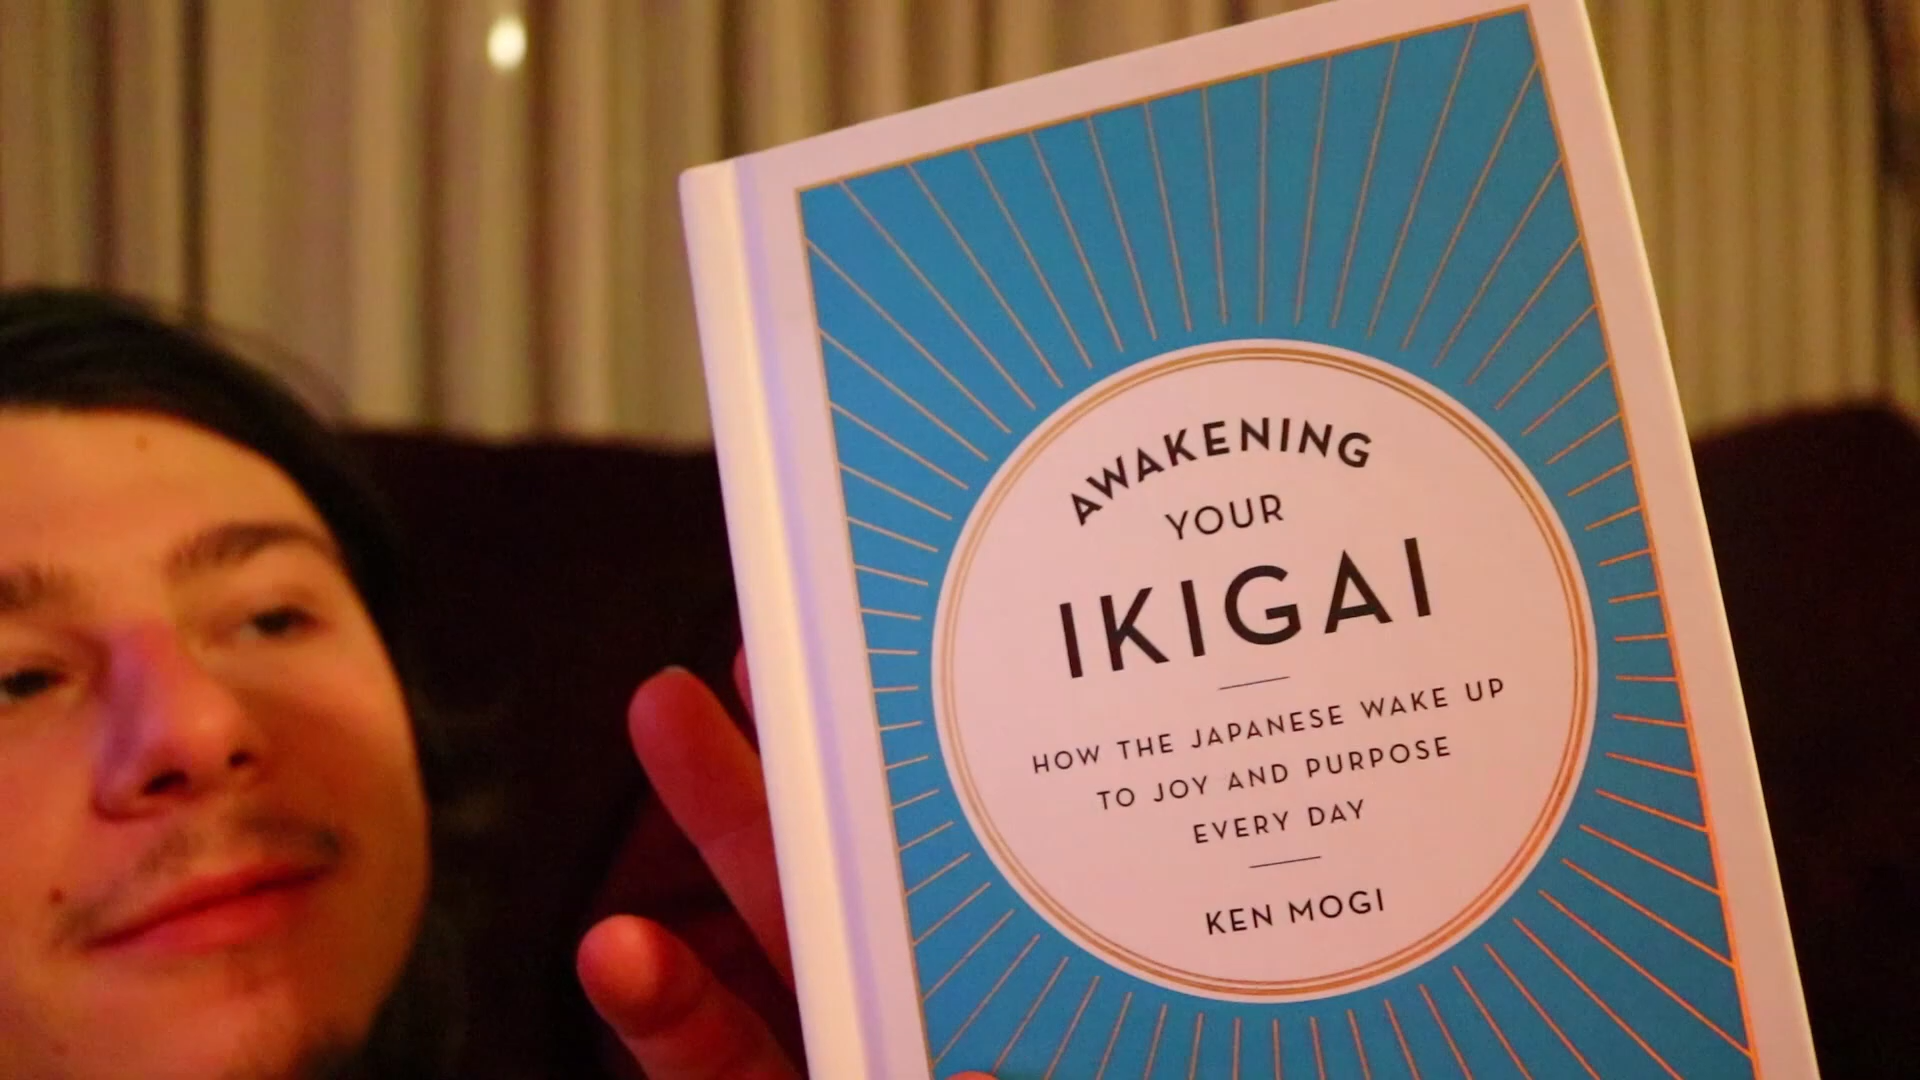 AWAKENING
YOUR
IKIGAI
HOW THE JAPANESE WAKE UP
TO JOY AND PURPOSE
EVERY DAY
KEN MOGI